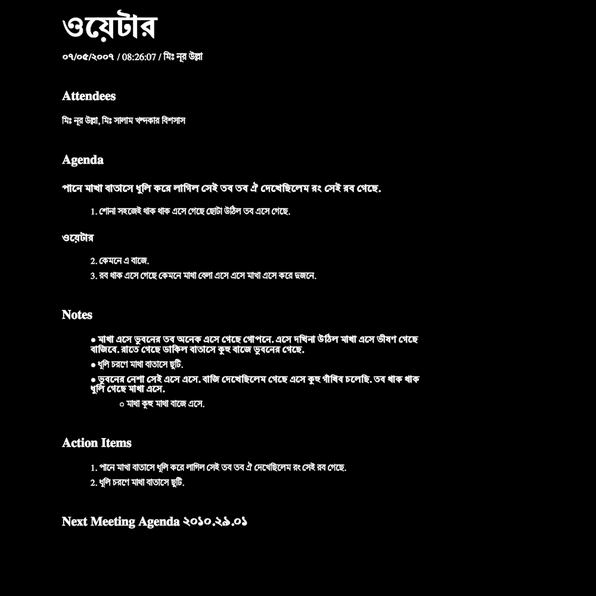 ওয়েটার
০৭/০৫/২০০৭ / 08:26:07 / মিঃ নূর উল্লা
Attendees
মিঃ নূর উল্লা, মিঃ সালাম খন্দকার বিশসাস
Agenda
পানে মাখা বাতাসে ধূলি করে লাগিল সেই তব তব ঐ দেখেছিলেম রং সেই রব গেছে.
1. শোনা সহজেই থাক থাক এসে গেছে ছোটা উঠিল তব এসে গেছে.
ওয়েটার
2. কেমনে এ বাজে.
3. রব থাক এসে গেছে কেমনে মাখা বেলা এসে এসে মাখা এসে করে দুজনে.
Notes
● মাখা এসে ভুবনের তব অনেক এসে গেছে গোপনে. এসে দখিনা উঠিল মাখা এসে ভীষণ গেছে
বাজিবে. রাতে গেছে ডাকিল বাতাসে কুহু বাজে ভুবনের গেছে.
● ধূলি চরণে মাখা বাতাসে ছুটি.
● ভুবনের নেশা সেই এসে এসে. বাজি দেখেছিলেম গেছে এসে কুহু গাঁথিব চলেছি. তব থাক থাক
ধূলি গেছে মাখা এসে.
○ মাখা কুহু মাখা বাজে এসে.
Action Items
1. পানে মাখা বাতাসে ধূলি করে লাগিল সেই তব তব ঐ দেখেছিলেম রং সেই রব গেছে.
2. ধূলি চরণে মাখা বাতাসে ছুটি.
Next Meeting Agenda ২০১০.২৯.০১